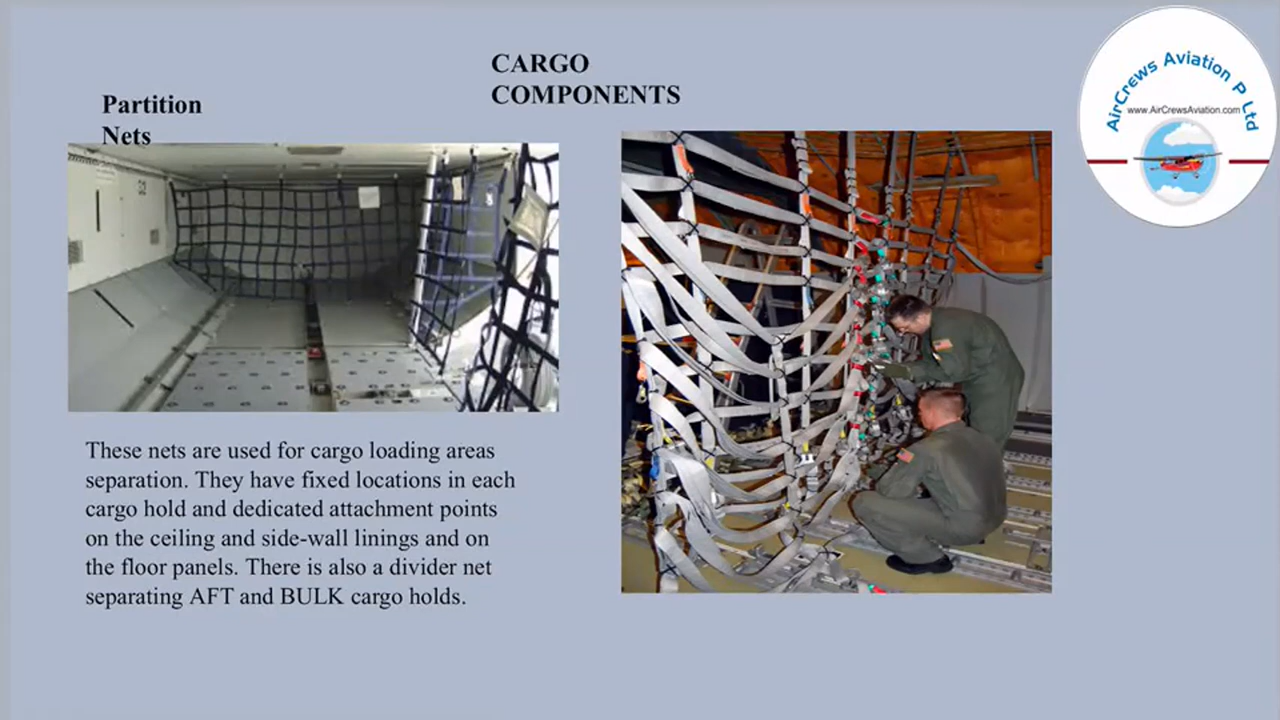 CARGO
COMPONENTS
Partition
Nets
These nets are used for cargo loading areas
separation. They have fixed locations in each
cargo hold and dedicated attachment points
on the ceiling and side-wall linings and on
the floor panels. There is also a divider net
separating AFT and BULK cargo holds.
AirCrews Aviation P Ltd
www.AirCrewsAviation.com